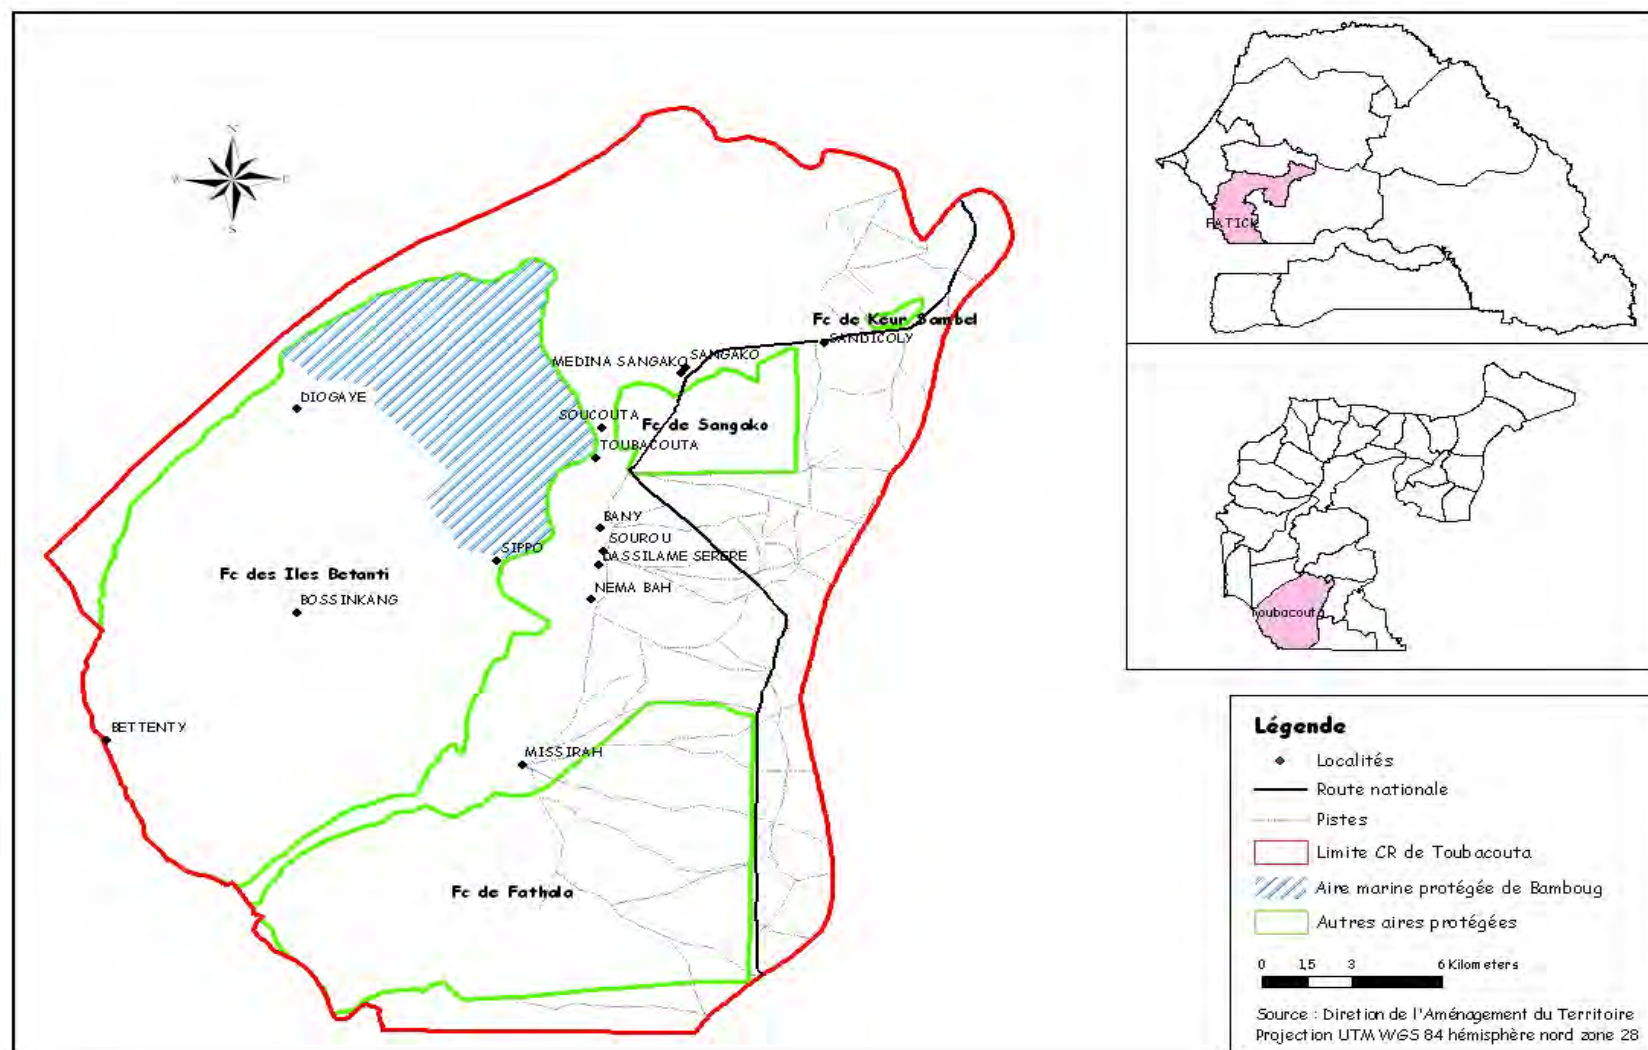 N
W
E
S
FATICK
Fc de Keur Sambel
SANDICOLY
MEDINA SANGAKO
SANGAKO
DIOGAYE
SOUCOUTA
Fc de Sangako
TOUBACOUTA
BANY
SOUROU
SIPPO
DASSILAME SERERE
Fc des Iles Betanti
NEMA BAH
BOSSINKANG
Toubacouta
BETTENTY
MISSIRAH
Fc de Fathala
Légende
Localités
Route nationale
Pistes
Limite CR de Toubacouta
Aire marine protégée de Bamboug
Autres aires protégées
0 1,5 3 6 Kilometers
Source : Diretion de l'Aménagement du Territoire
Projection UTM WGS 84 hémisphère nord zone 28